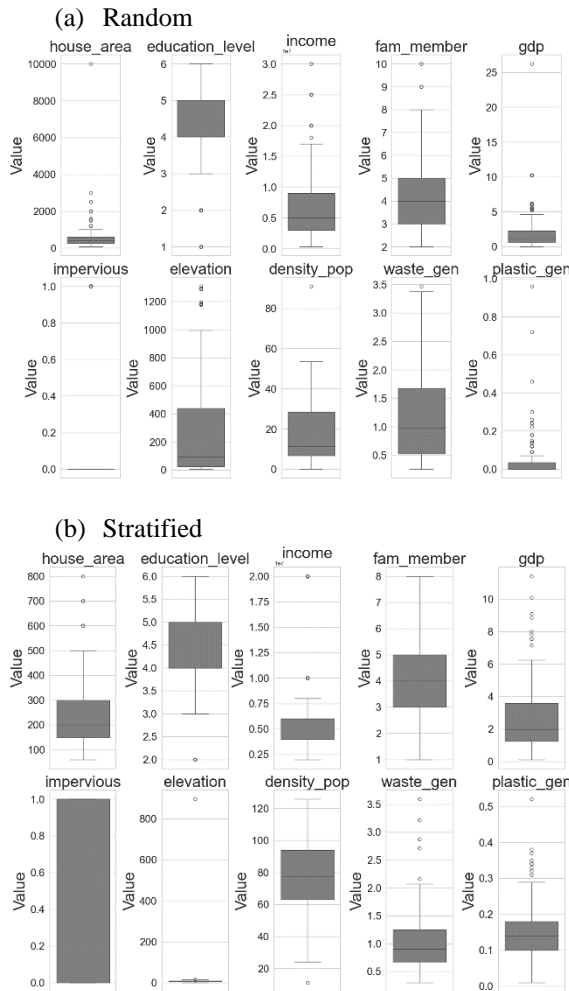 (a) Random
house_area education_level income fam_member gdp
1e7
Value Value Value Value Value
10000 8000 6000 4000 2000 0
6 5 4 3 2 1
3.0 2.5 2.0 1.5 1.0 0.5 0.0
10 9 8 7 6 5 4 3 2
25 20 15 10 5 0
impervious elevation density_pop waste_gen plastic_gen
Value Value Value Value Value
1.0 0.8 0.6 0.4 0.2 0.0
1200 1000 800 600 400 200 0
80 60 40 20 0
3.5 3.0 2.5 2.0 1.5 1.0 0.5
1.0 0.8 0.6 0.4 0.2 0.0
(b) Stratified
house_area education_level income fam_member gdp
1e7
Value Value Value Value Value
800 700 600 500 400 300 200 100
6.0 5.5 5.0 4.5 4.0 3.5 3.0 2.5 2.0
2.00 1.75 1.50 1.25 1.00 0.75 0.50 0.25
8 7 6 5 4 3 2 1
10 8 6 4 2 0
impervious elevation density_pop waste_gen plastic_gen
Value Value Value Value Value
1.0 0.8 0.6 0.4 0.2 0.0
800 600 400 200 0
120 100 80 60 40 20
3.5 3.0 2.5 2.0 1.5 1.0 0.5
0.5 0.4 0.3 0.2 0.1 0.0